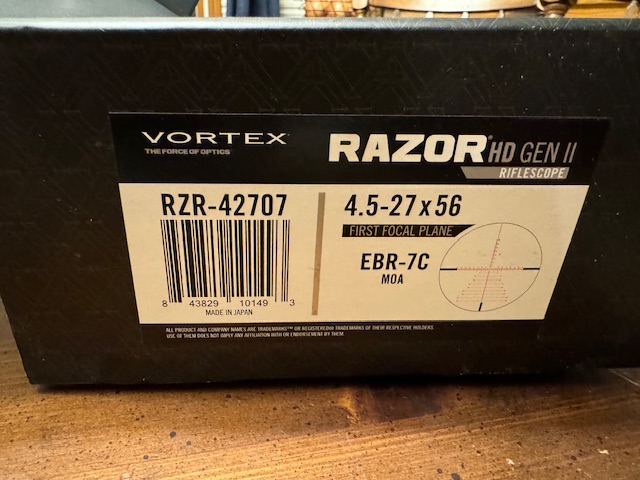 VORTEX
THE FORCE OF OPTICS
RAZOR HD GEN II
RIFLESCOPE
RZR-42707
8 43829 10149 3
MADE IN JAPAN
4.5-27x56
FIRST FOCAL PLANE
EBR-7C
MOA
ALL PRODUCT AND COMPANY NAMES ARE TRADEMARKS™ OR REGISTERED® TRADEMARKS OF THEIR RESPECTIVE HOLDERS.
USE OF THEM DOES NOT IMPLY ANY AFFILIATION WITH OR ENDORSEMENT BY THEM.